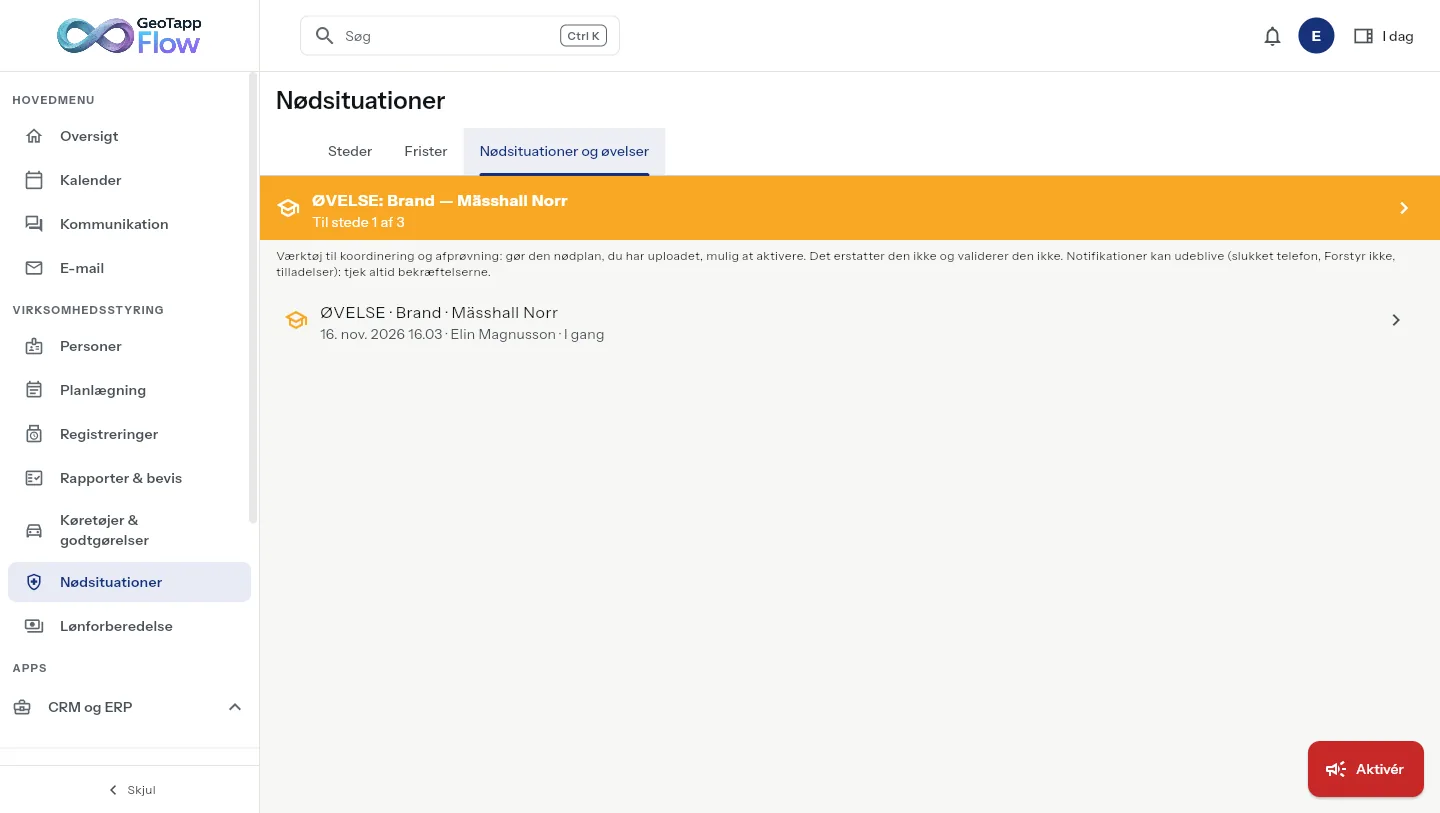 GeoTapp
Flow
Søg
Ctrl K
E
I dag
HOVEDMENU
Oversigt
Kalender
Kommunikation
E-mail
VIRKSOMHEDSSTYRING
Personer
Planlægning
Registreringer
Rapporter & bevis
Køretøjer &
godtgørelser
Nødsituationer
Lønforberedelse
APPS
CRM og ERP
Skjul
Nødsituationer
Steder
Frister
Nødsituationer og øvelser
ØVELSE: Brand — Mässhall Norr
Til stede 1 af 3
Værktøj til koordinering og afprøvning: gør den nødplan, du har uploadet, mulig at aktivere. Det erstatter den ikke og validerer den ikke. Notifikationer kan udeblive (slukket telefon, Forstyr ikke,
tilladelser): tjek altid bekræftelserne.
ØVELSE · Brand · Mässhall Norr
16. nov. 2026 16.03 · Elin Magnusson · I gang
Aktivér